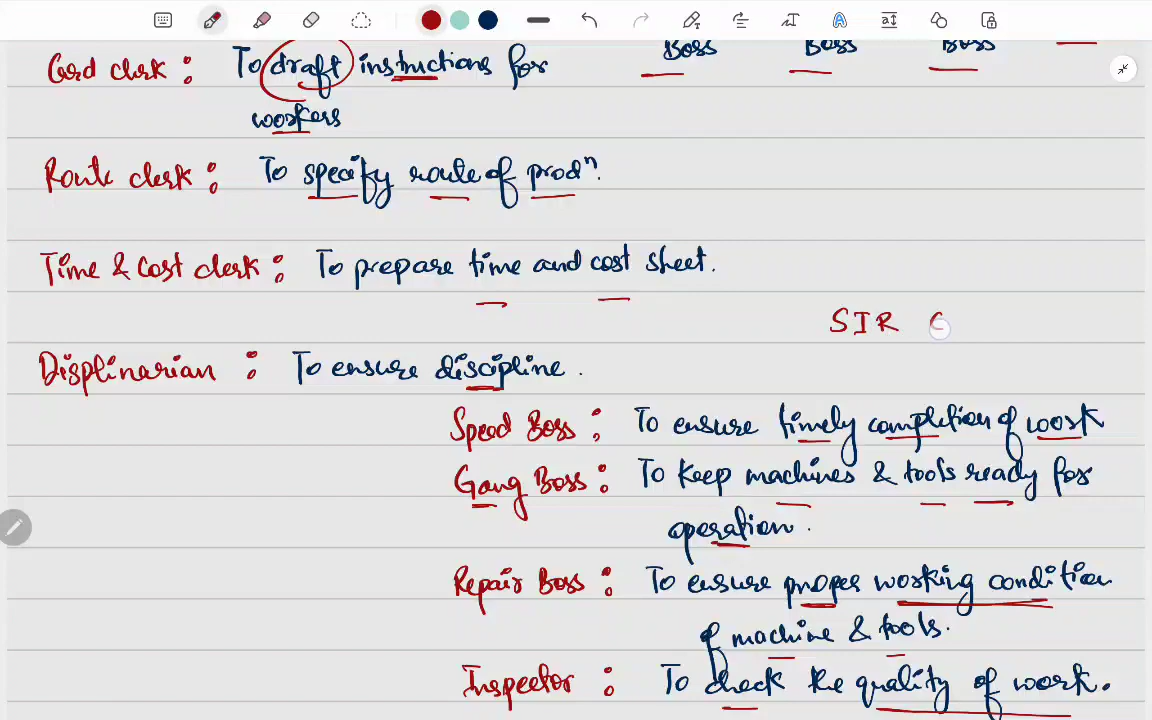 Boss Boss Boss
Card clerk : To draft instructions for
workers
Route clerk : To specify route of prodⁿ.
Time & Cost clerk : To prepare time and cost sheet.
SIR
Displinarian : To ensure discipline.
Speed Boss : To ensure timely completion of work
Gang Boss : To keep machines & tools ready for
operation.
Repair Boss : To ensure proper working condition
of machine & tools.
Inspector : To check the quality of work.